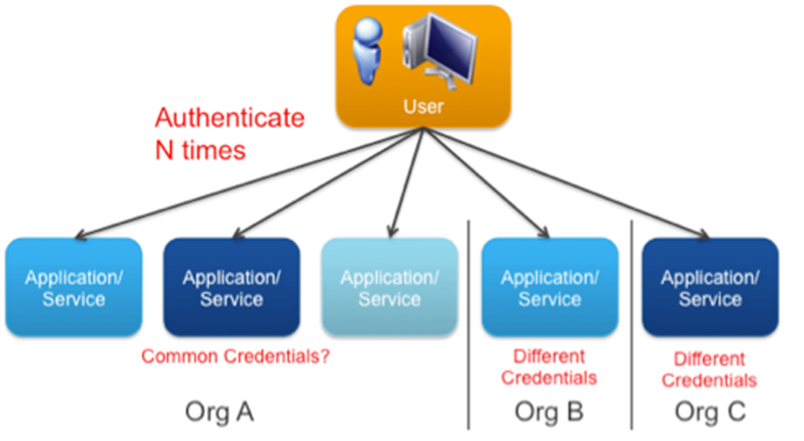 User
Authenticate
N times
Application/
Service
Application/
Service
Application/
Service
Application/
Service
Application/
Service
Common Credentials?
Different
Credentials
Different
Credentials
Org A
Org B
Org C